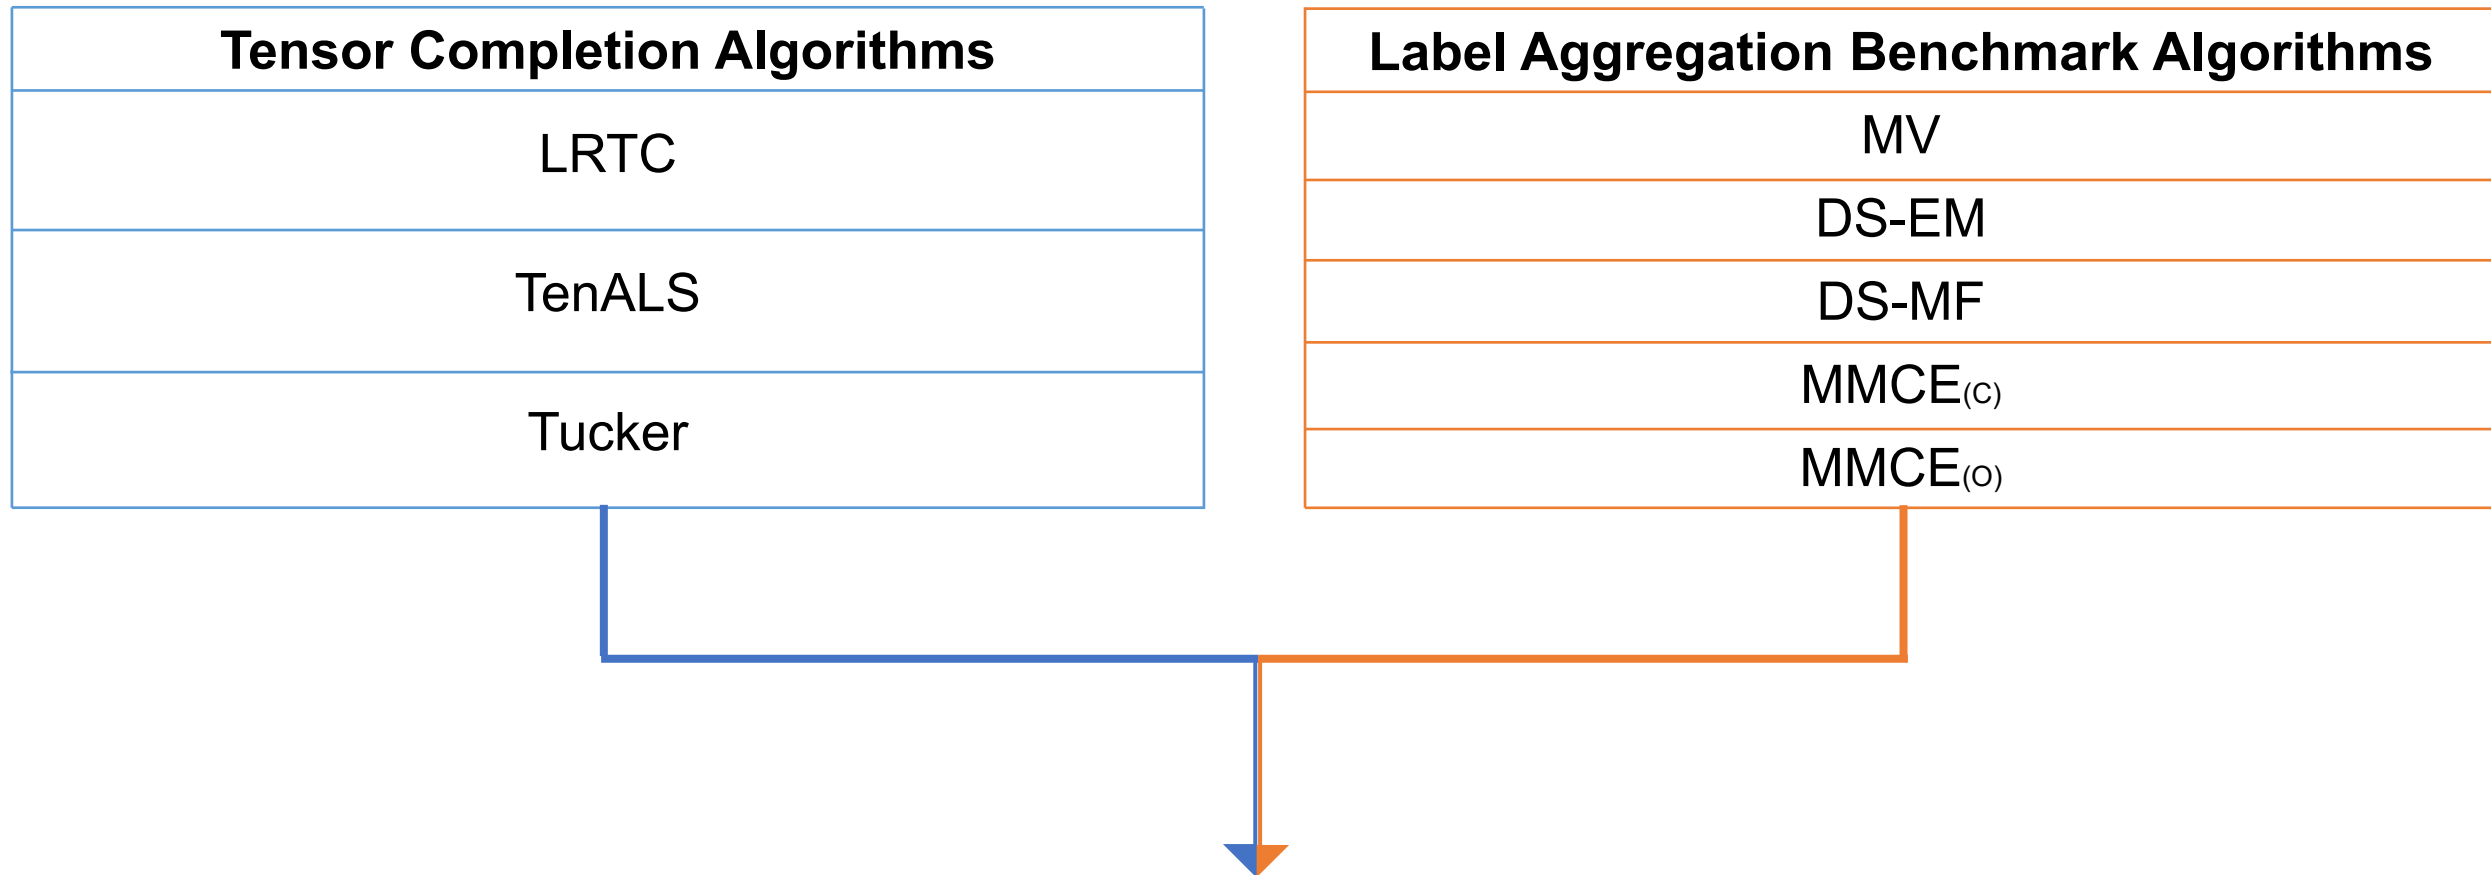 Tensor Completion Algorithms
LRTC
TenALS
Tucker
Label Aggregation Benchmark Algorithms
MV
DS-EM
DS-MF
MMCE(C)
MMCE(O)